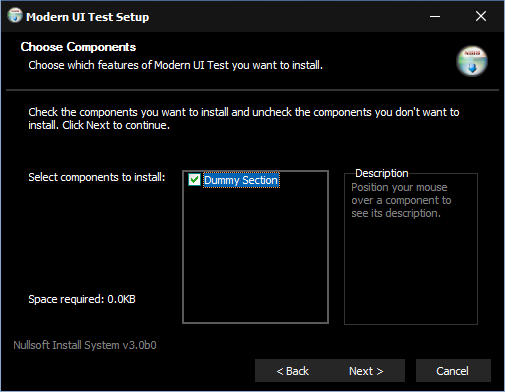 Modern UI Test Setup
Choose Components
Choose which features of Modern UI Test you want to install.
Check the components you want to install and uncheck the components you don't want to
install. Click Next to continue.
Select components to install:
Dummy Section
Description
Position your mouse
over a component to
see its description.
Space required: 0.0KB
Nullsoft Install System v3.0b0
< Back
Next >
Cancel